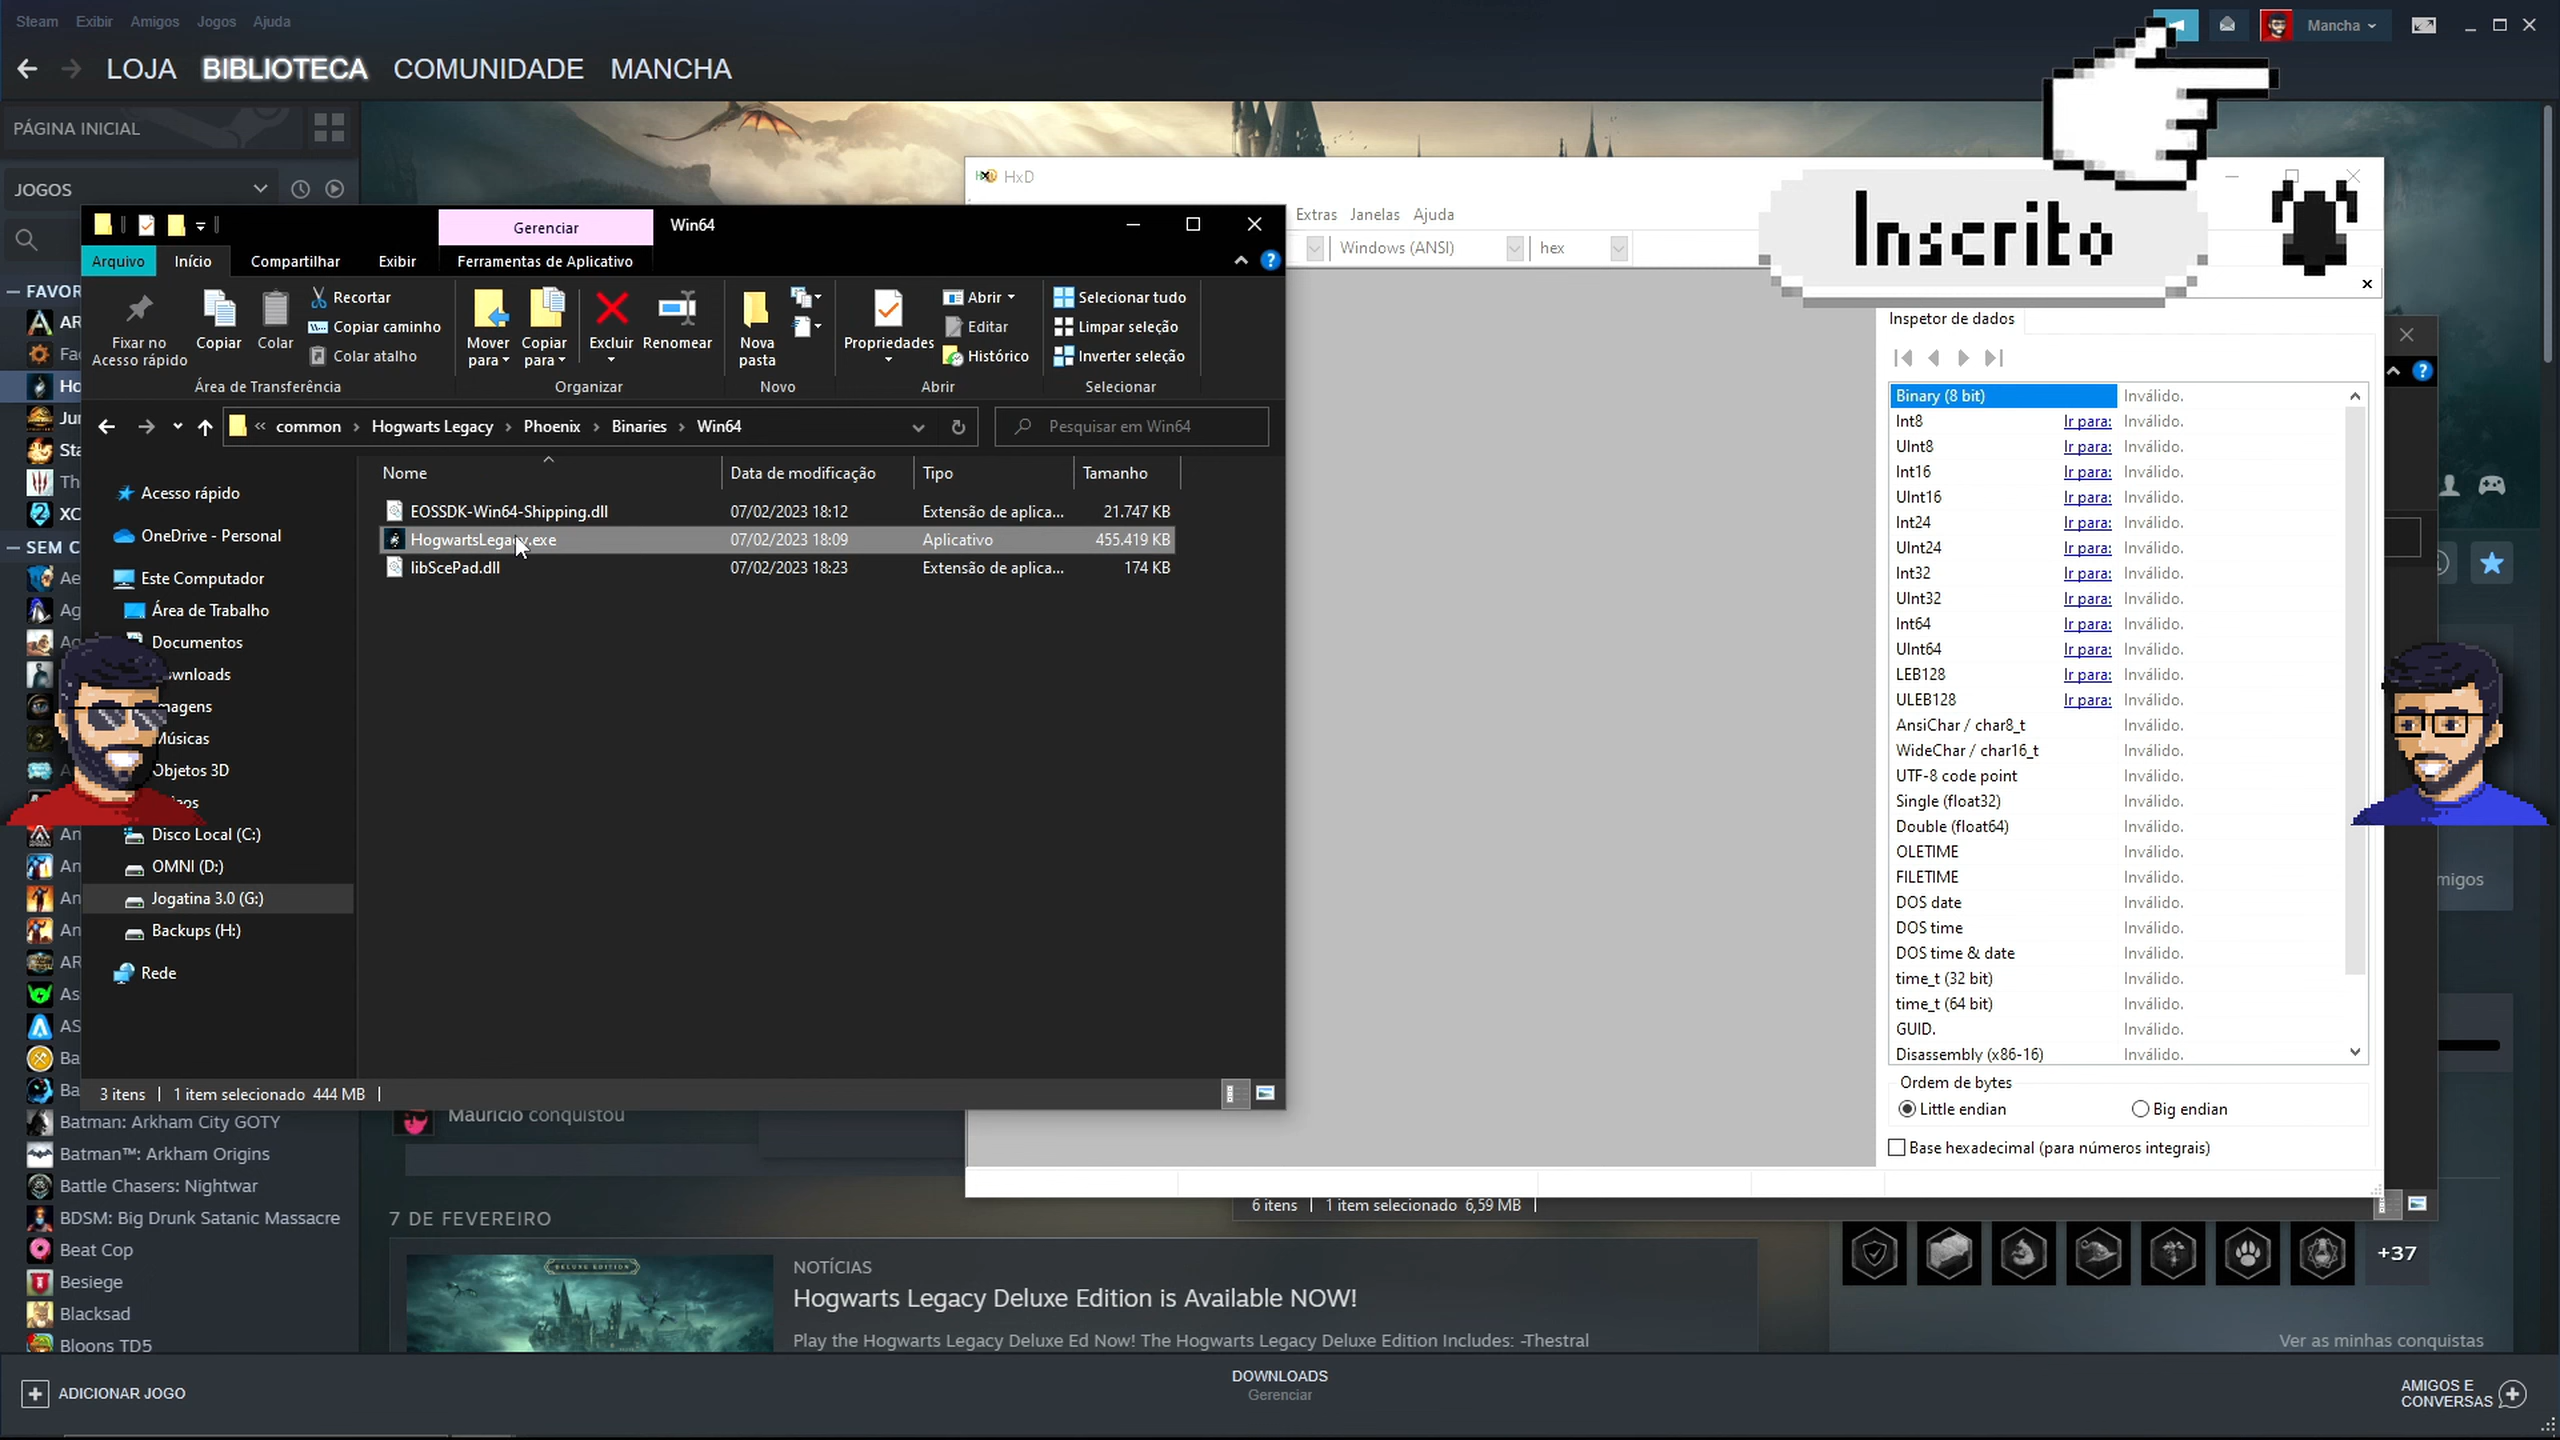 Steam Exibir Amigos Jogos Ajuda
Mancha
LOJA BIBLIOTECA COMUNIDADE MANCHA
PÁGINA INICIAL
JOGOS
HxD
Extras Janelas Ajuda
Windows (ANSI) hex
Inscrito
Gerenciar Win64
Arquivo Início Compartilhar Exibir Ferramentas de Aplicativo
Fixar no
Acesso rápido
Copiar
Colar
Recortar
Copiar caminho
Colar atalho
Mover
para
Copiar
para
Excluir
Renomear
Nova
pasta
Propriedades
Abrir
Editar
Histórico
Selecionar tudo
Limpar seleção
Inverter seleção
Área de Transferência Organizar Novo Abrir Selecionar
« common › Hogwarts Legacy › Phoenix › Binaries › Win64
Pesquisar em Win64
Nome Data de modificação Tipo Tamanho
EOSSDK-Win64-Shipping.dll 07/02/2023 18:12 Extensão de aplica... 21.747 KB
HogwartsLegacy.exe 07/02/2023 18:09 Aplicativo 455.419 KB
libScePad.dll 07/02/2023 18:23 Extensão de aplica... 174 KB
Acesso rápido
OneDrive - Personal
Este Computador
Área de Trabalho
Documentos
Objetos 3D
Músicas
Disco Local (C:)
OMNI (D:)
Jogatina 3.0 (G:)
Backups (H:)
Rede
3 itens 1 item selecionado 444 MB
Inspetor de dados
Binary (8 bit) Inválido.
Int8 Ir para: Inválido.
UInt8 Ir para: Inválido.
Int16 Ir para: Inválido.
UInt16 Ir para: Inválido.
Int24 Ir para: Inválido.
UInt24 Ir para: Inválido.
Int32 Ir para: Inválido.
UInt32 Ir para: Inválido.
Int64 Ir para: Inválido.
UInt64 Ir para: Inválido.
LEB128 Ir para: Inválido.
ULEB128 Ir para: Inválido.
AnsiChar / char8_t Inválido.
WideChar / char16_t Inválido.
UTF-8 code point Inválido.
Single (float32) Inválido.
Double (float64) Inválido.
OLETIME Inválido.
FILETIME Inválido.
DOS date Inválido.
DOS time Inválido.
DOS time & date Inválido.
time_t (32 bit) Inválido.
time_t (64 bit) Inválido.
GUID. Inválido.
Disassembly (x86-16) Inválido.
Ordem de bytes
Little endian Big endian
Base hexadecimal (para números integrais)
6 itens 1 item selecionado 6,59 MB
Batman: Arkham City GOTY
Batman™: Arkham Origins
Battle Chasers: Nightwar
BDSM: Big Drunk Satanic Massacre
Beat Cop
Besiege
Blacksad
Bloons TD5
Mauricio conquistou
7 DE FEVEREIRO
DELUXE EDITION
NOTÍCIAS
Hogwarts Legacy Deluxe Edition is Available NOW!
Play the Hogwarts Legacy Deluxe Ed Now! The Hogwarts Legacy Deluxe Edition Includes: -Thestral
+37
Ver as minhas conquistas
ADICIONAR JOGO
DOWNLOADS
Gerenciar
AMIGOS E
CONVERSAS